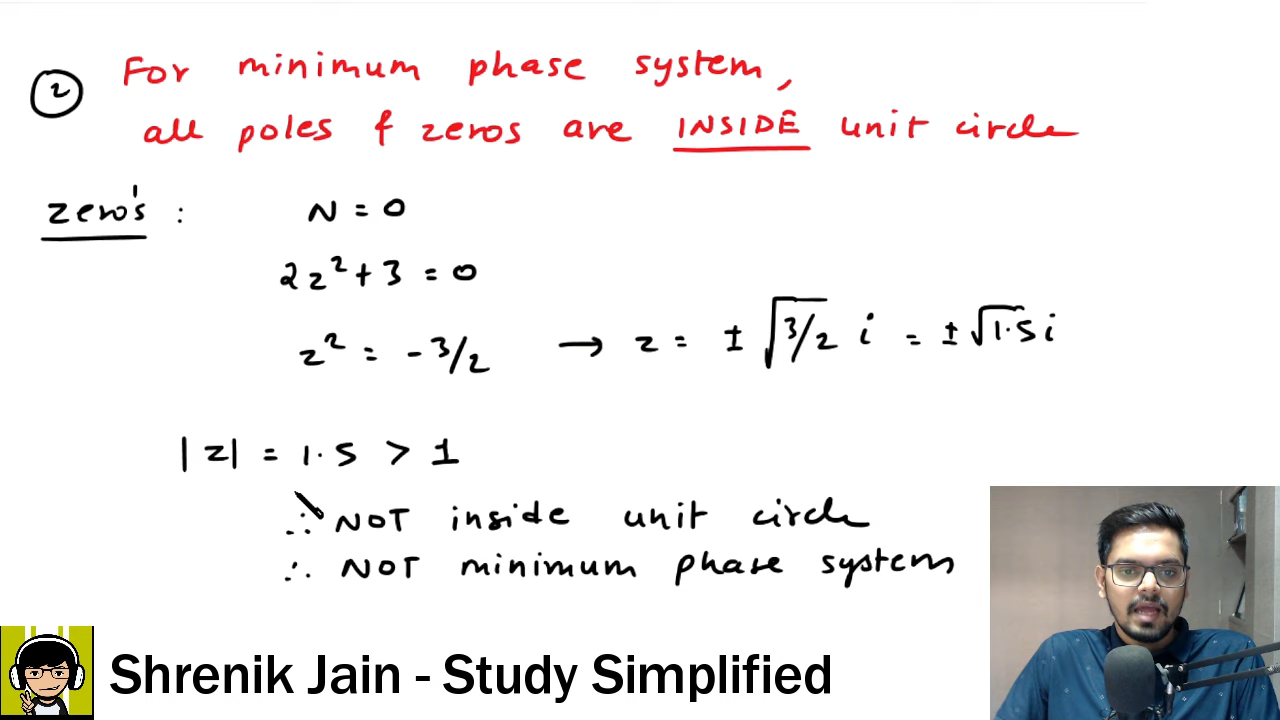 ② For minimum phase system,
all poles & zeros are INSIDE unit circle
zero's :
N = 0
2z² + 3 = 0
z² = - 3/2 → z = ± √3/2 i = ± √1.5 i
|z| = 1.5 > 1
∴ NOT inside unit circle
∴ NOT minimum phase system
Shrenik Jain - Study Simplified